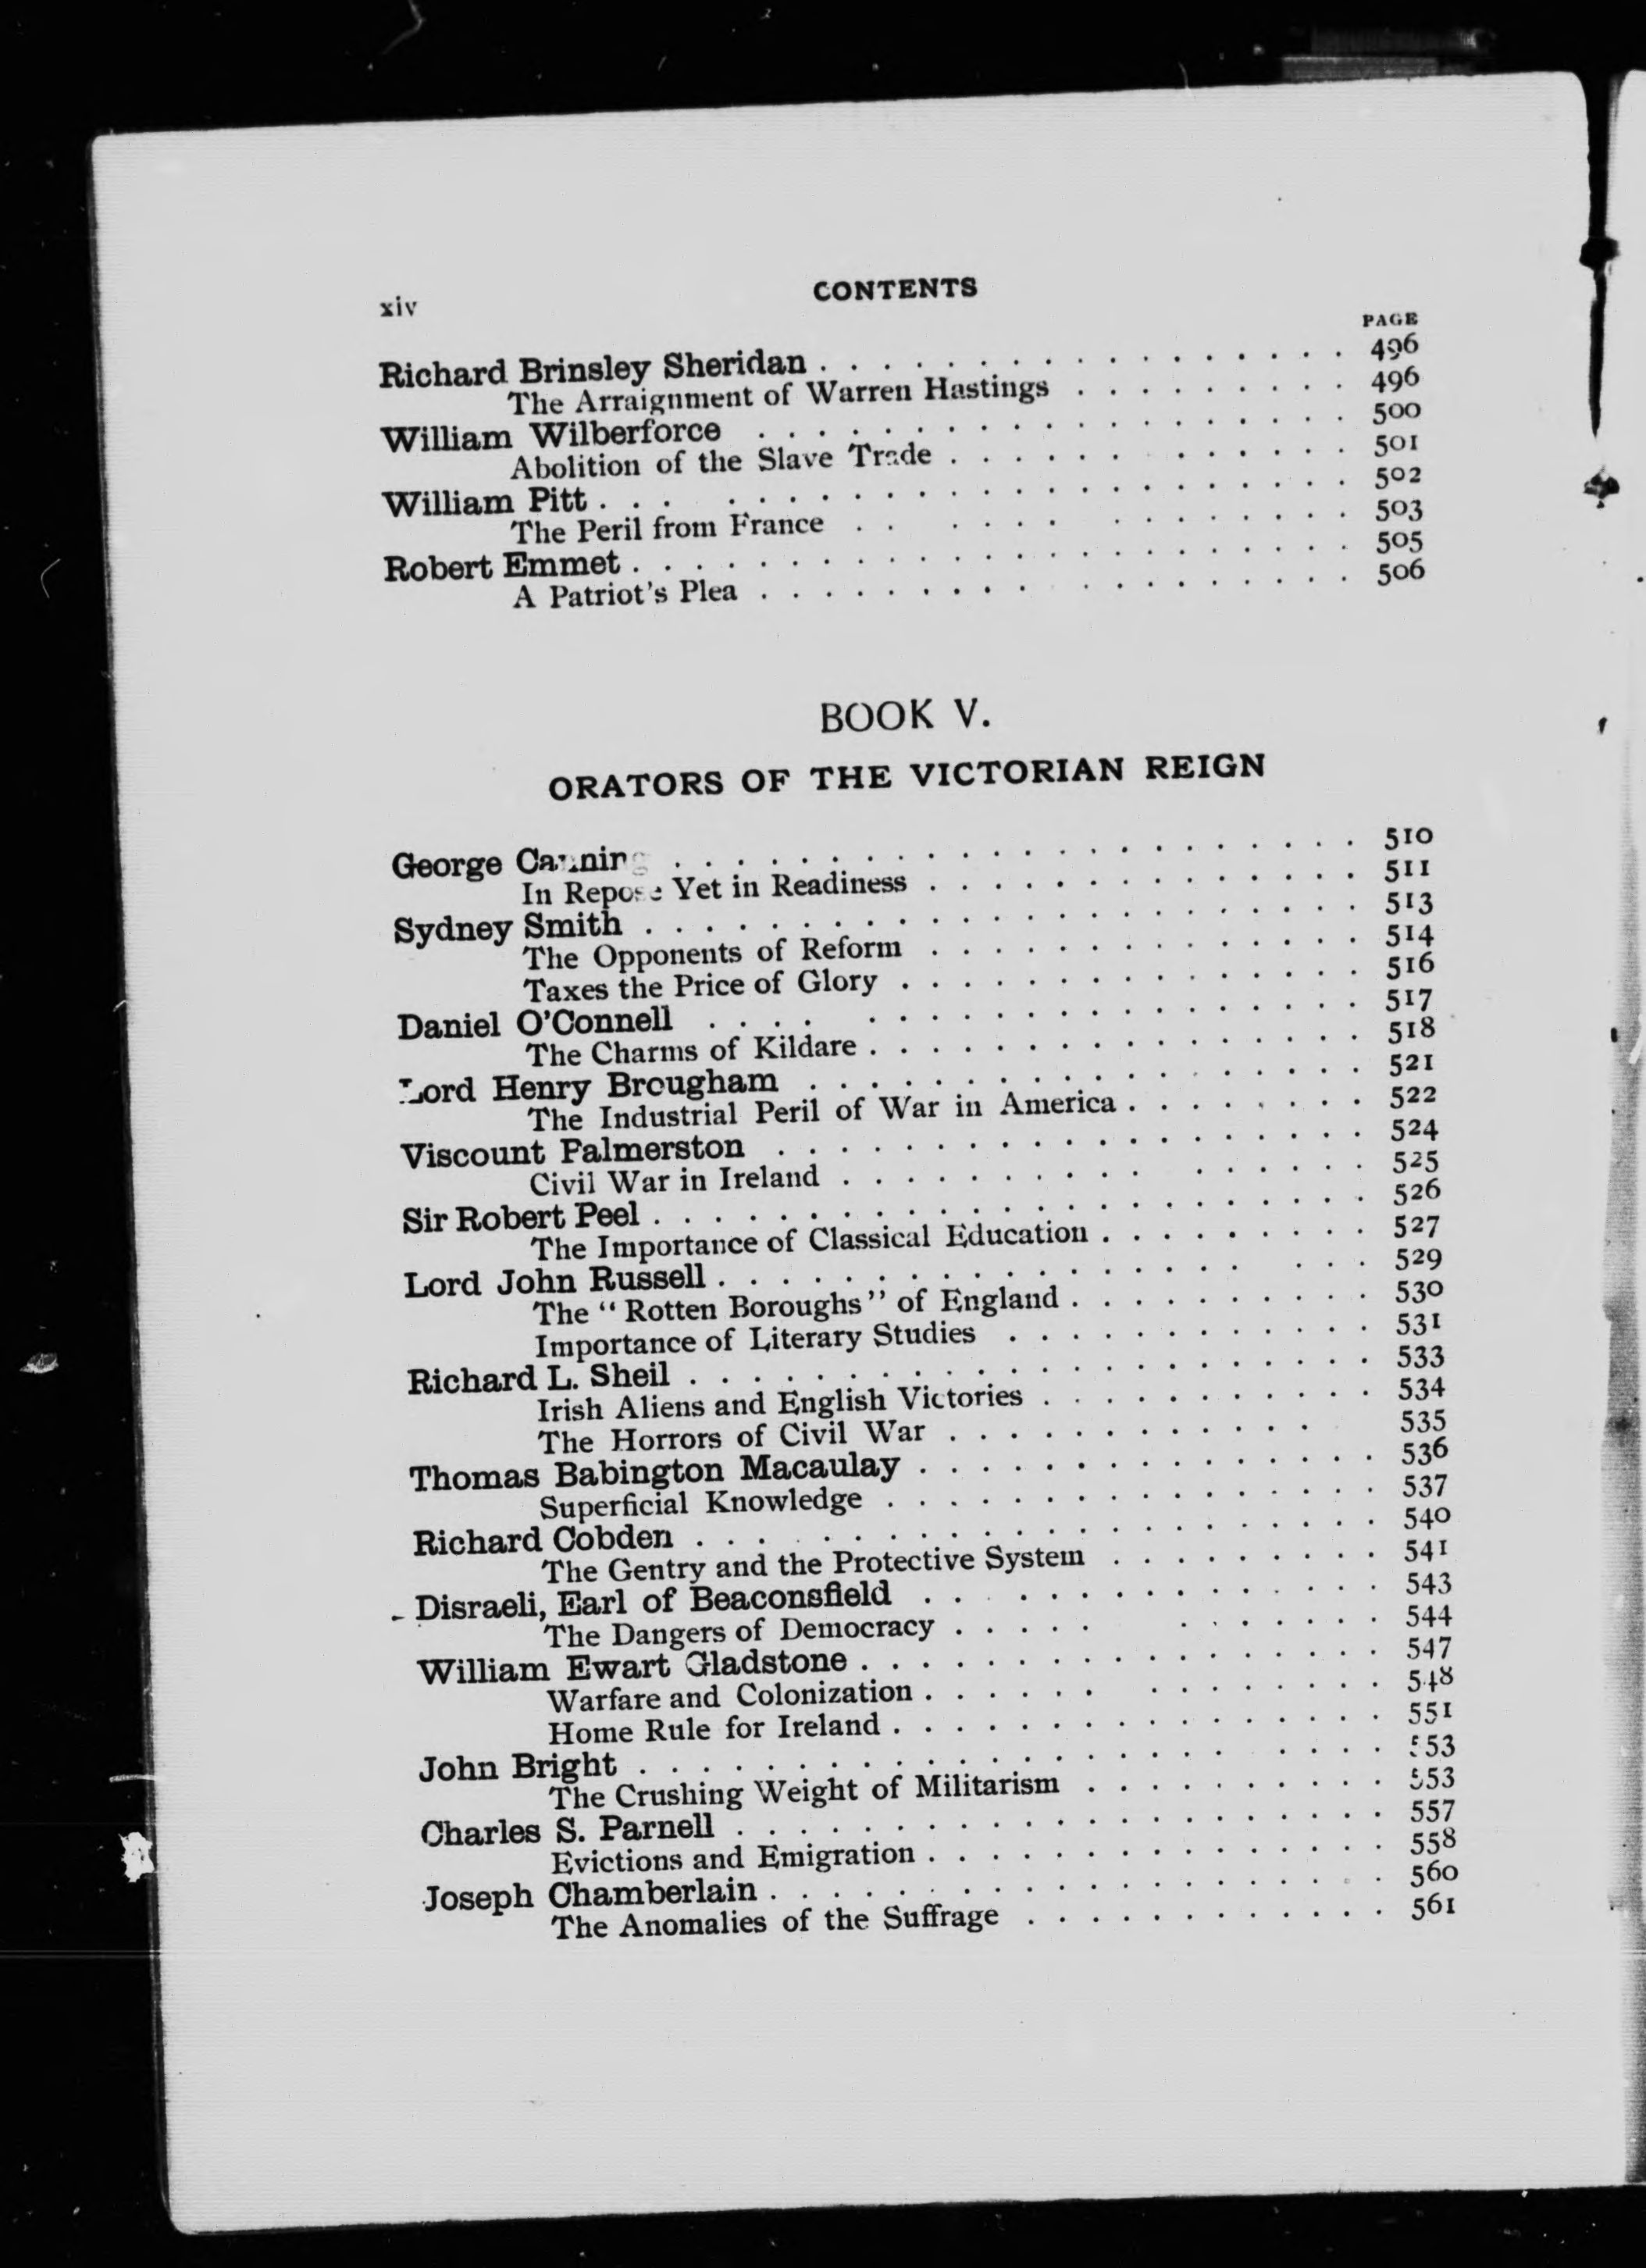 xiv
CONTENTS
PAGE
Richard Brinsley Sheridan . . . . . . . . . . . . . . . . . 496
The Arraignment of Warren Hastings . . . . . . . . . 496
William Wilberforce . . . . . . . . . . . . . . . . . . . 500
Abolition of the Slave Trade . . . . . . . . . . . . . 501
William Pitt . . . . . . . . . . . . . . . . . . . . . . . 502
The Peril from France . . . . . . . . . . . . . . 503
Robert Emmet . . . . . . . . . . . . . . . . . . . . . . . 505
A Patriot's Plea . . . . . . . . . . . . . . . . . . 506
BOOK V.
ORATORS OF THE VICTORIAN REIGN
George Canning . . . . . . . . . . . . . . . . . . . . . . 510
In Repose Yet in Readiness . . . . . . . . . . . . . . 511
Sydney Smith . . . . . . . . . . . . . . . . . . . . . . . 513
The Opponents of Reform . . . . . . . . . . . . . . 514
Taxes the Price of Glory . . . . . . . . . . . . . . . 516
Daniel O'Connell . . . . . . . . . . . . . . . . . . . . 517
The Charms of Kildare . . . . . . . . . . . . . . . . 518
Lord Henry Brougham . . . . . . . . . . . . . . . . . . 521
The Industrial Peril of War in America . . . . . . . . 522
Viscount Palmerston . . . . . . . . . . . . . . . . . . . 524
Civil War in Ireland . . . . . . . . . . . . . . . . 525
Sir Robert Peel . . . . . . . . . . . . . . . . . . . . . . . 526
The Importance of Classical Education . . . . . . . . . 527
Lord John Russell . . . . . . . . . . . . . . . . . . . . 529
The "Rotten Boroughs" of England . . . . . . . . . . 530
Importance of Literary Studies . . . . . . . . . . . . 531
Richard L. Sheil . . . . . . . . . . . . . . . . . . . . . . 533
Irish Aliens and English Victories . . . . . . . . . . . 534
The Horrors of Civil War . . . . . . . . . . . . 535
Thomas Babington Macaulay . . . . . . . . . . . . . . . 536
Superficial Knowledge . . . . . . . . . . . . . . . . 537
Richard Cobden . . . . . . . . . . . . . . . . . . . . . 540
The Gentry and the Protective System . . . . . . . . . 541
Disraeli, Earl of Beaconsfield . . . . . . . . . . . . . . 543
The Dangers of Democracy . . . . . . . . . . . . 544
William Ewart Gladstone . . . . . . . . . . . . . . . . . 547
Warfare and Colonization . . . . . . . . . . . . . . 548
Home Rule for Ireland . . . . . . . . . . . . . . . . 551
John Bright . . . . . . . . . . . . . . . . . . . . . . . 553
The Crushing Weight of Militarism . . . . . . . . . . 553
Charles S. Parnell . . . . . . . . . . . . . . . . . . . . . 557
Evictions and Emigration . . . . . . . . . . . . . . . 558
Joseph Chamberlain . . . . . . . . . . . . . . . . . . . . 560
The Anomalies of the Suffrage . . . . . . . . . . . . 561